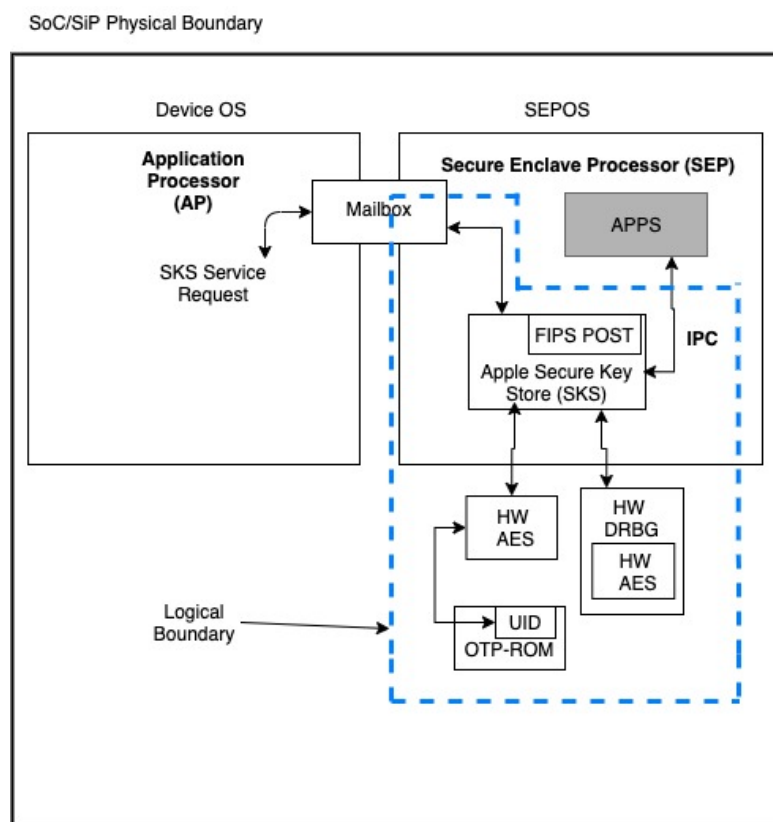 SoC/SiP Physical Boundary
Device OS
SEPOS
Application
Processor
(AP)
Secure Enclave Processor (SEP)
Mailbox
APPS
SKS Service
Request
FIPS POST
IPC
Apple Secure Key
Store (SKS)
HW
AES
HW
DRBG
HW
AES
Logical
Boundary
UID
OTP-ROM